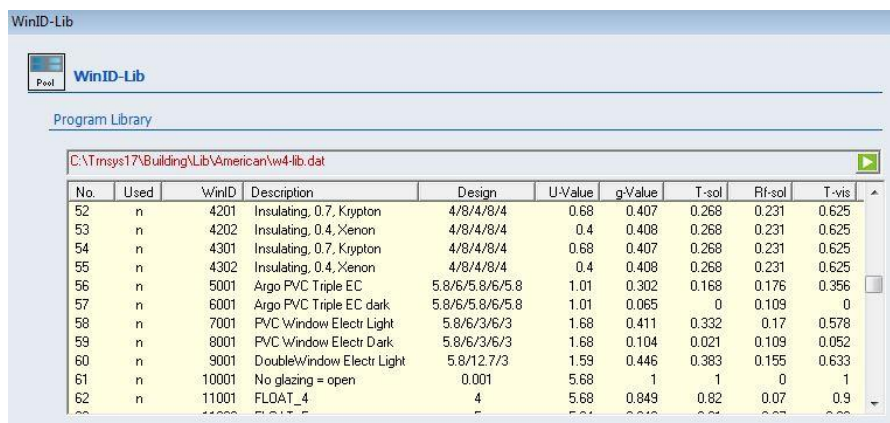 WinID-Lib
Pool WinID-Lib
Program Library
C:\Trnsys17\Building\Lib\American\w4-lib.dat
No. Used WinID Description Design U-Value g-Value T-sol Rf-sol T-vis
52 n 4201 Insulating, 0.7, Krypton 4/8/4/8/4 0.68 0.407 0.268 0.231 0.625
53 n 4202 Insulating, 0.4, Xenon 4/8/4/8/4 0.4 0.408 0.268 0.231 0.625
54 n 4301 Insulating, 0.7, Krypton 4/8/4/8/4 0.68 0.407 0.268 0.231 0.625
55 n 4302 Insulating, 0.4, Xenon 4/8/4/8/4 0.4 0.408 0.268 0.231 0.625
56 n 5001 Argo PVC Triple EC 5.8/6/5.8/6/5.8 1.01 0.302 0.168 0.176 0.356
57 n 6001 Argo PVC Triple EC dark 5.8/6/5.8/6/5.8 1.01 0.065 0 0.109 0
58 n 7001 PVC Window Electr Light 5.8/6/3/6/3 1.68 0.411 0.332 0.17 0.578
59 n 8001 PVC Window Electr Dark 5.8/6/3/6/3 1.68 0.104 0.021 0.109 0.052
60 n 9001 DoubleWindow Electr Light 5.8/12.7/3 1.59 0.446 0.383 0.155 0.633
61 n 10001 No glazing = open 0.001 5.68 1 1 0 1
62 n 11001 FLOAT_4 4 5.68 0.849 0.82 0.07 0.9